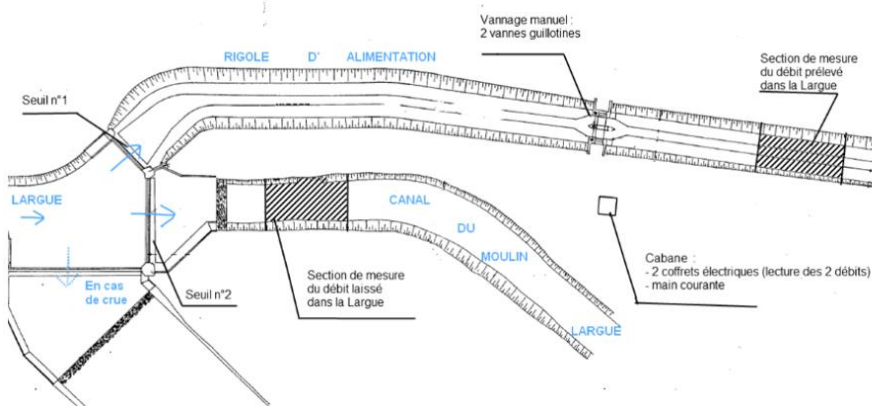 Vannage manuel :
2 vannes guillotines
RIGOLE D' ALIMENTATION
Section de mesure
du débit prélevé
dans la Largue
Seuil n°1
LARGUE
CANAL
DU
MOULIN
En cas
de crue
Seuil n°2
Section de mesure
du débit laissé
dans la Largue
Cabane :
- 2 coffrets électriques (lecture des 2 débits)
- main courante
LARGUE